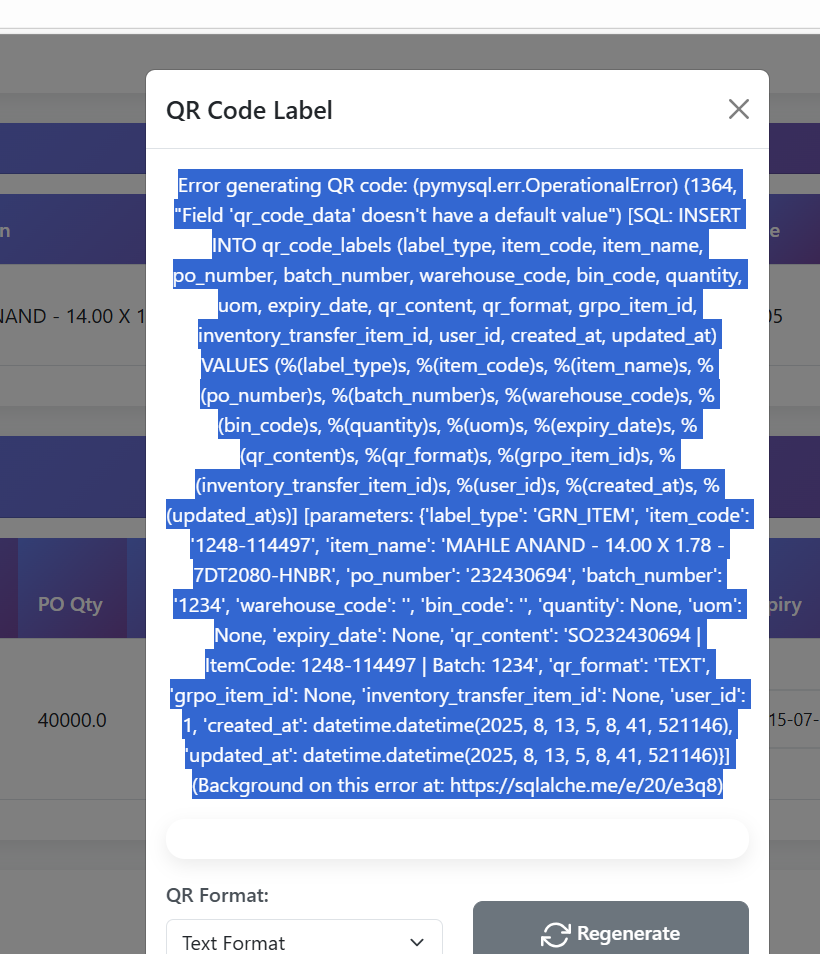 QR Code Label
Error generating QR code: (pymysql.err.OperationalError) (1364,
"Field 'qr_code_data' doesn't have a default value") [SQL: INSERT
INTO qr_code_labels (label_type, item_code, item_name,
po_number, batch_number, warehouse_code, bin_code, quantity,
uom, expiry_date, qr_content, qr_format, grpo_item_id,
inventory_transfer_item_id, user_id, created_at, updated_at)
VALUES (%(label_type)s, %(item_code)s, %(item_name)s, %
(po_number)s, %(batch_number)s, %(warehouse_code)s, %
(bin_code)s, %(quantity)s, %(uom)s, %(expiry_date)s, %
(qr_content)s, %(qr_format)s, %(grpo_item_id)s, %
(inventory_transfer_item_id)s, %(user_id)s, %(created_at)s, %
(updated_at)s)] [parameters: {'label_type': 'GRN_ITEM', 'item_code':
'1248-114497', 'item_name': 'MAHLE ANAND - 14.00 X 1.78 -
7DT2080-HNBR', 'po_number': '232430694', 'batch_number':
'1234', 'warehouse_code': '', 'bin_code': '', 'quantity': None, 'uom':
None, 'expiry_date': None, 'qr_content': 'SO232430694 |
ItemCode: 1248-114497 | Batch: 1234', 'qr_format': 'TEXT',
'grpo_item_id': None, 'inventory_transfer_item_id': None, 'user_id':
1, 'created_at': datetime.datetime(2025, 8, 13, 5, 8, 41, 521146),
'updated_at': datetime.datetime(2025, 8, 13, 5, 8, 41, 521146)}]
(Background on this error at: https://sqlalche.me/e/20/e3q8)
QR Format:
Text Format
Regenerate
n
e
NAND - 14.00 X 1
05
PO Qty
piry
40000.0
15-07-